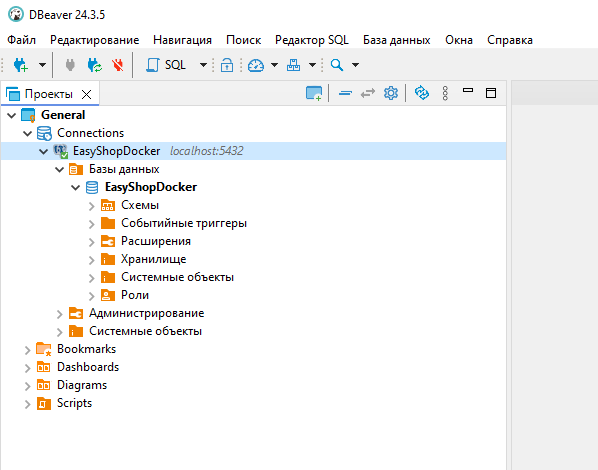 DBeaver 24.3.5
Файл Редактирование Навигация Поиск Редактор SQL База данных Окна Справка
SQL
Проекты
General
Connections
EasyShopDocker localhost:5432
Базы данных
EasyShopDocker
Схемы
Событийные триггеры
Расширения
Хранилище
Системные объекты
Роли
Администрирование
Системные объекты
Bookmarks
Dashboards
Diagrams
Scripts